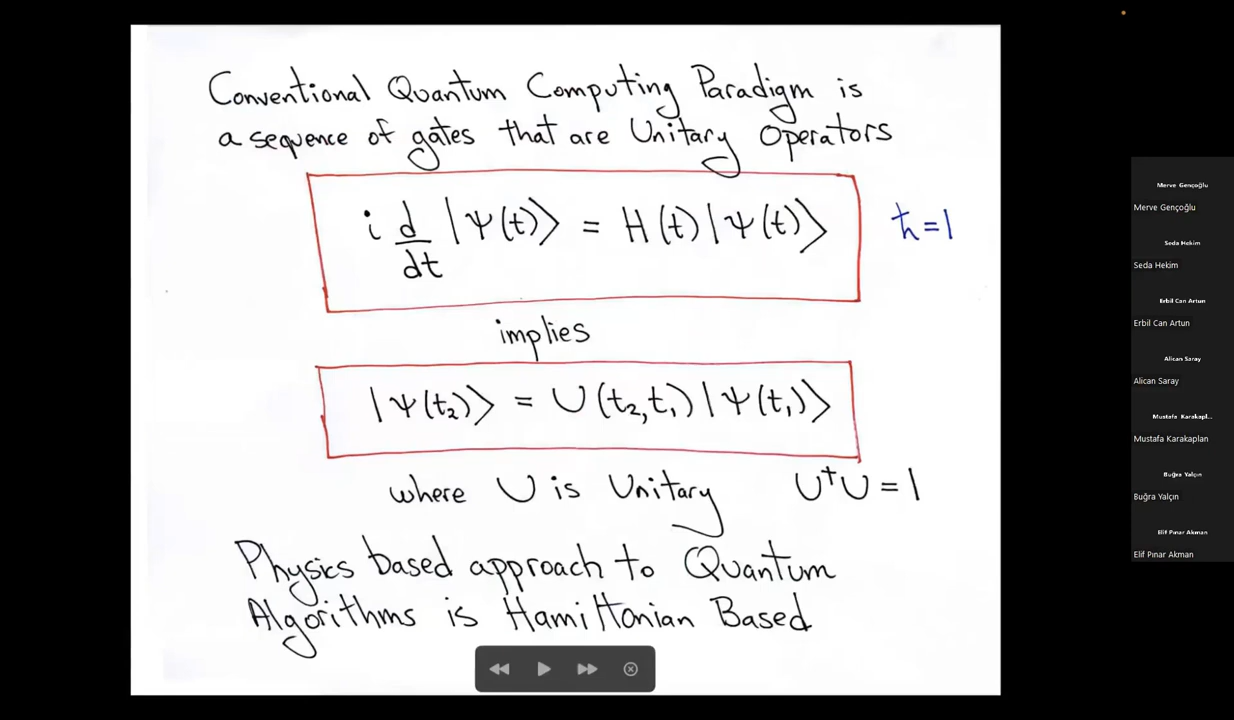 Conventional Quantum Computing Paradigm is
a sequence of gates that are Unitary Operators
i d/dt |Ψ(t)⟩ = H(t)|Ψ(t)⟩
ħ=1
implies
|Ψ(t₂)⟩ = U(t₂,t₁)|Ψ(t₁)⟩
where U is Unitary U†U = 1
Physics based approach to Quantum
Algorithms is Hamiltonian Based
Merve Gençoğlu
Merve Gençoğlu
Seda Hekim
Seda Hekim
Erbil Can Artun
Erbil Can Artun
Alican Saray
Alican Saray
Mustafa Karakapl...
Mustafa Karakaplan
Buğra Yalçın
Buğra Yalçın
Elif Pınar Akman
Elif Pınar Akman